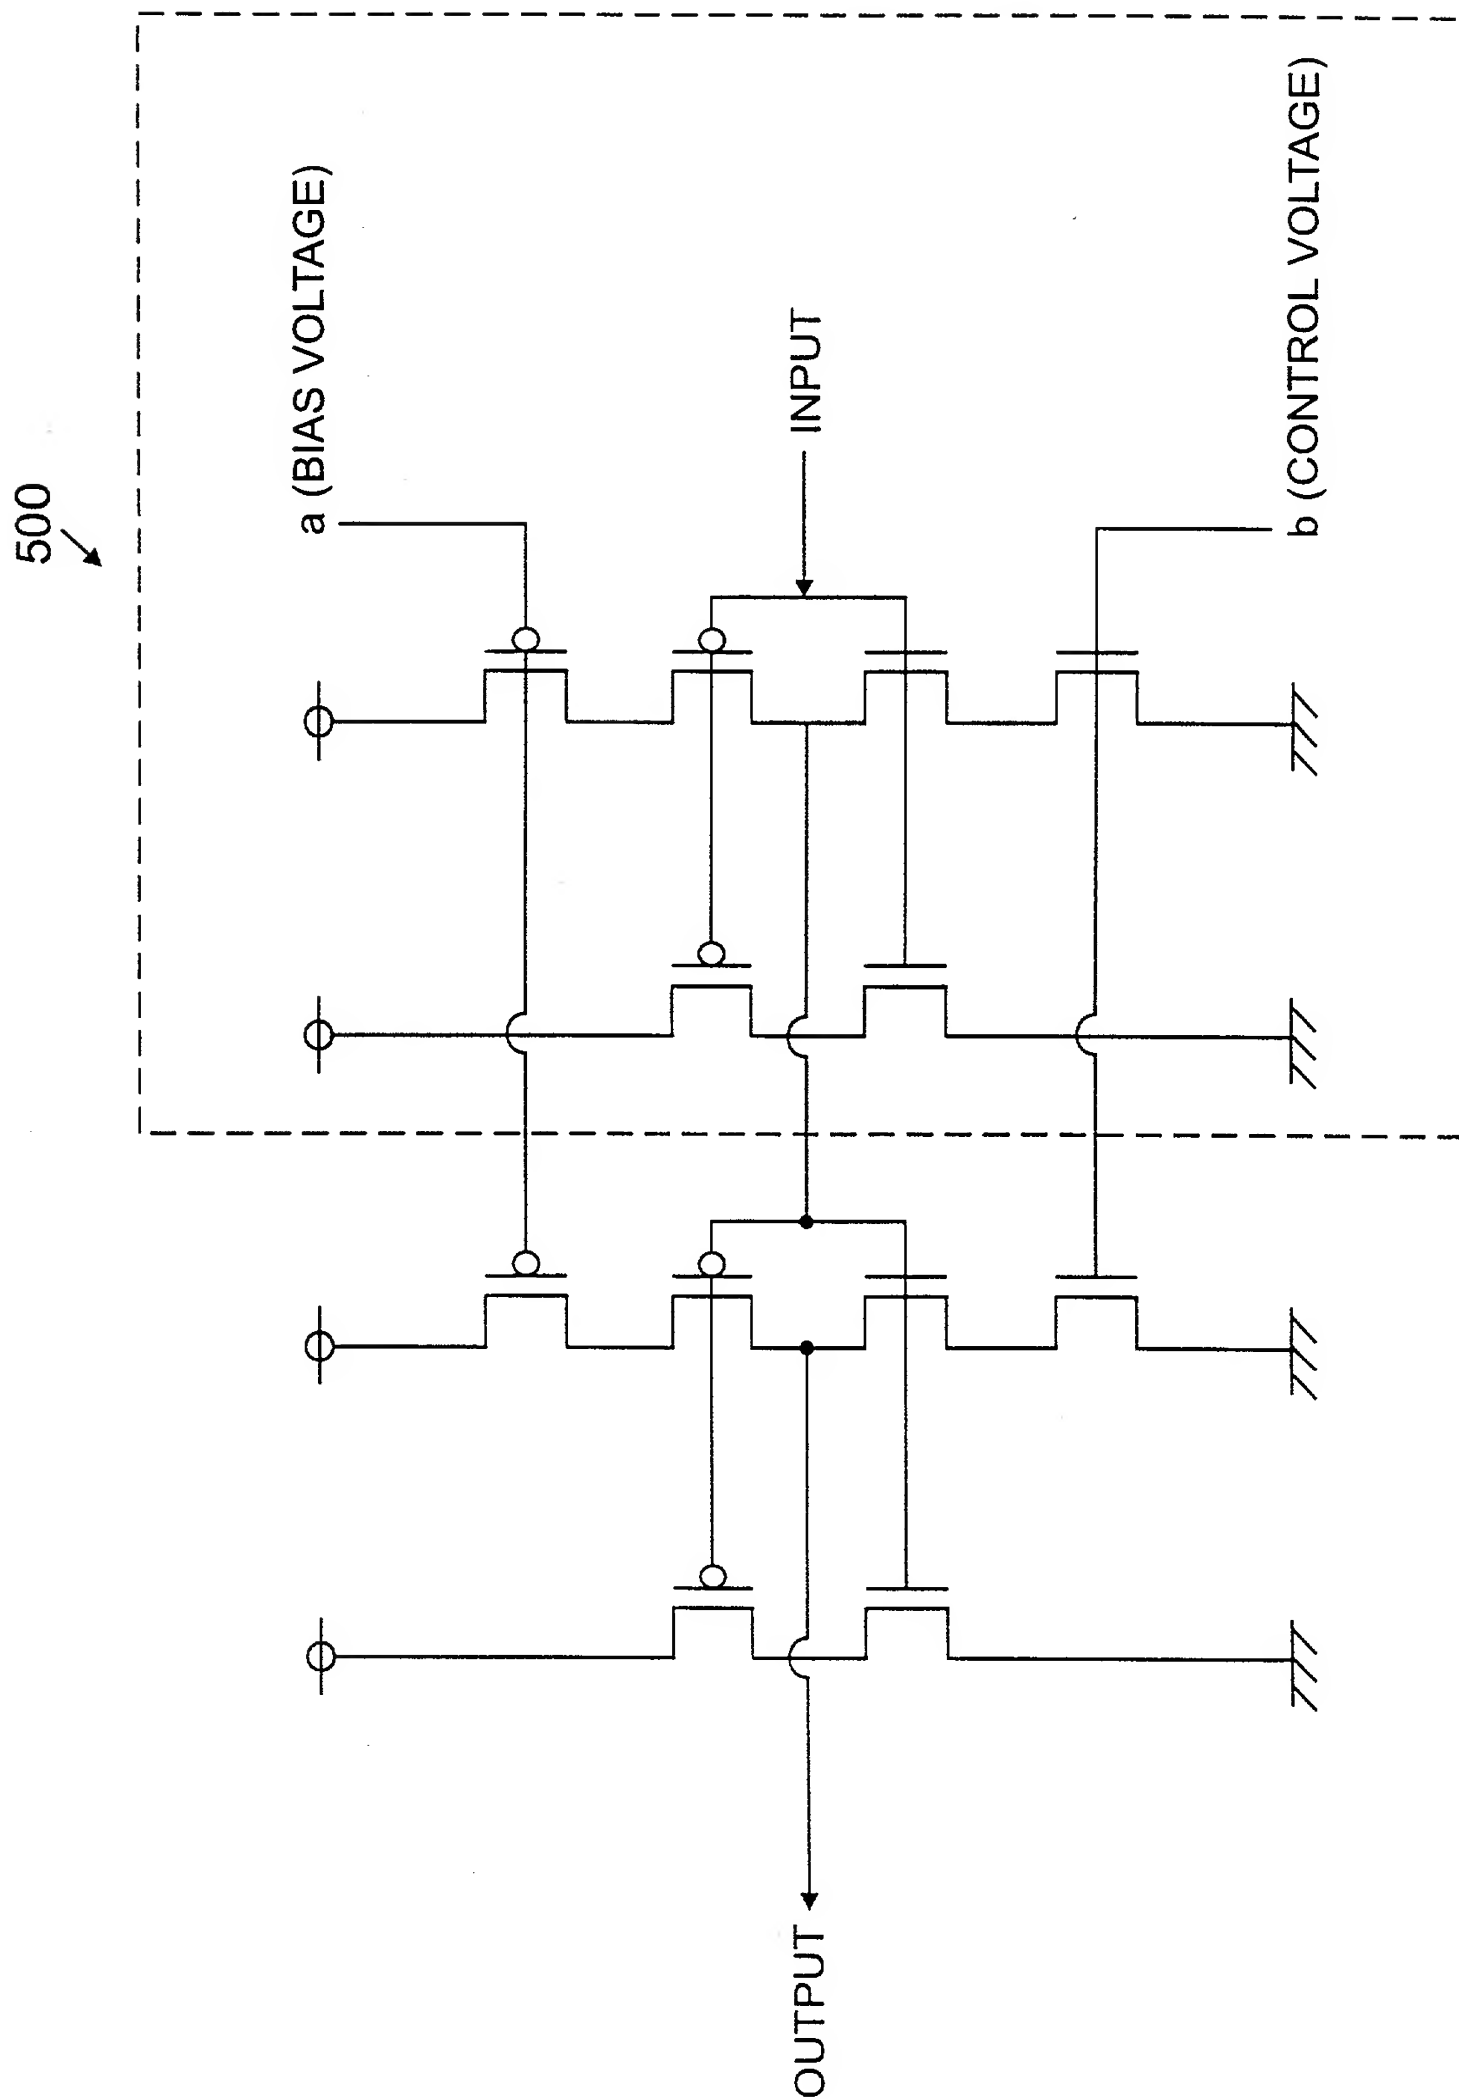 500
a (BIAS VOLTAGE)
INPUT
b (CONTROL VOLTAGE)
OUTPUT